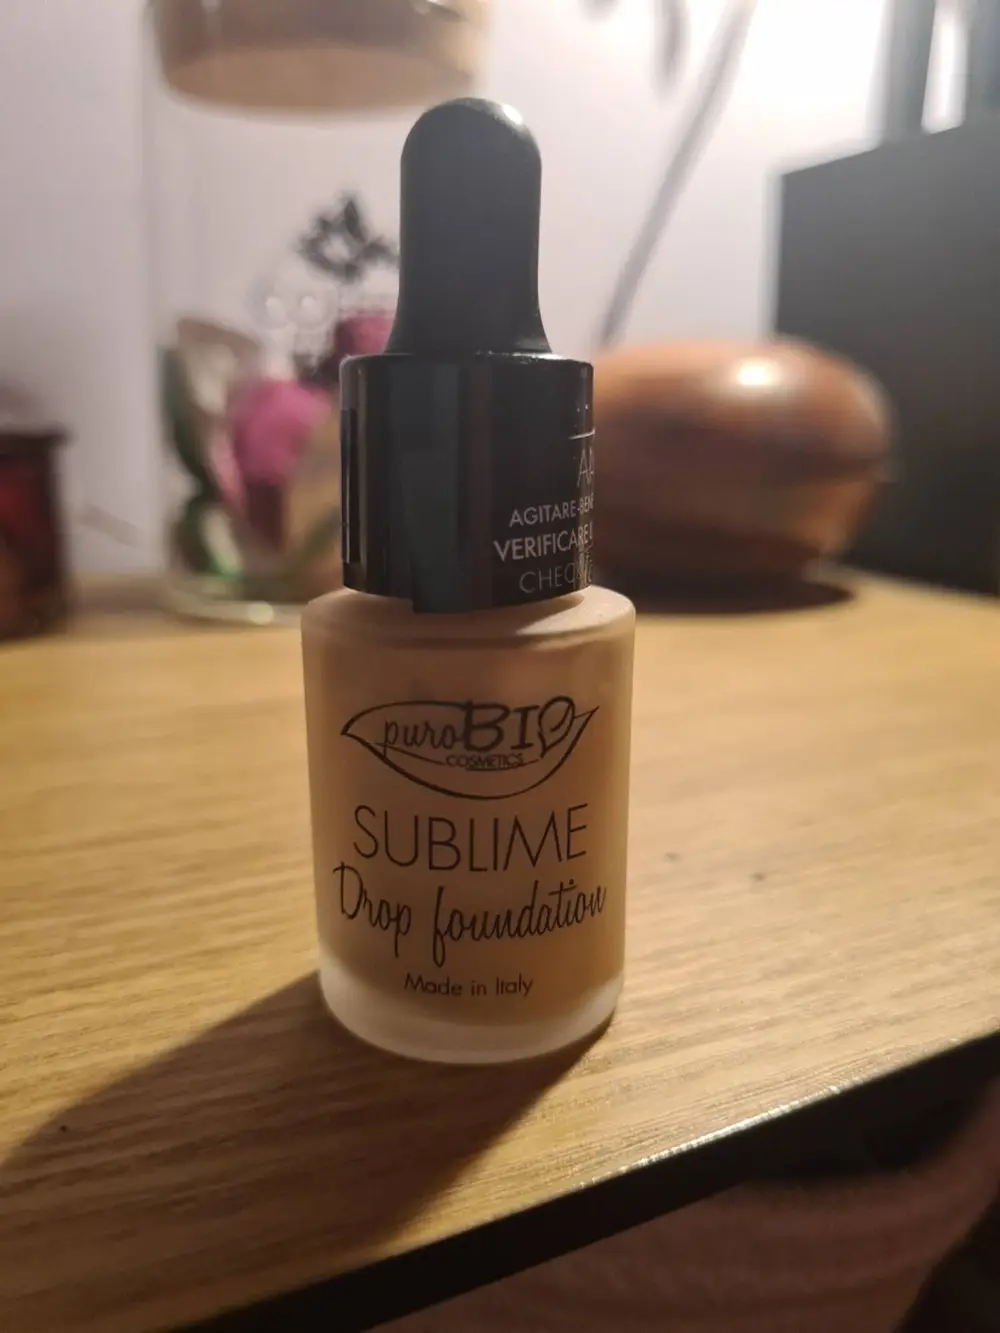 AGITARE
VERIFICARE
puroBIO
COSMETICS
SUBLIME
Drop foundation
Made in Italy